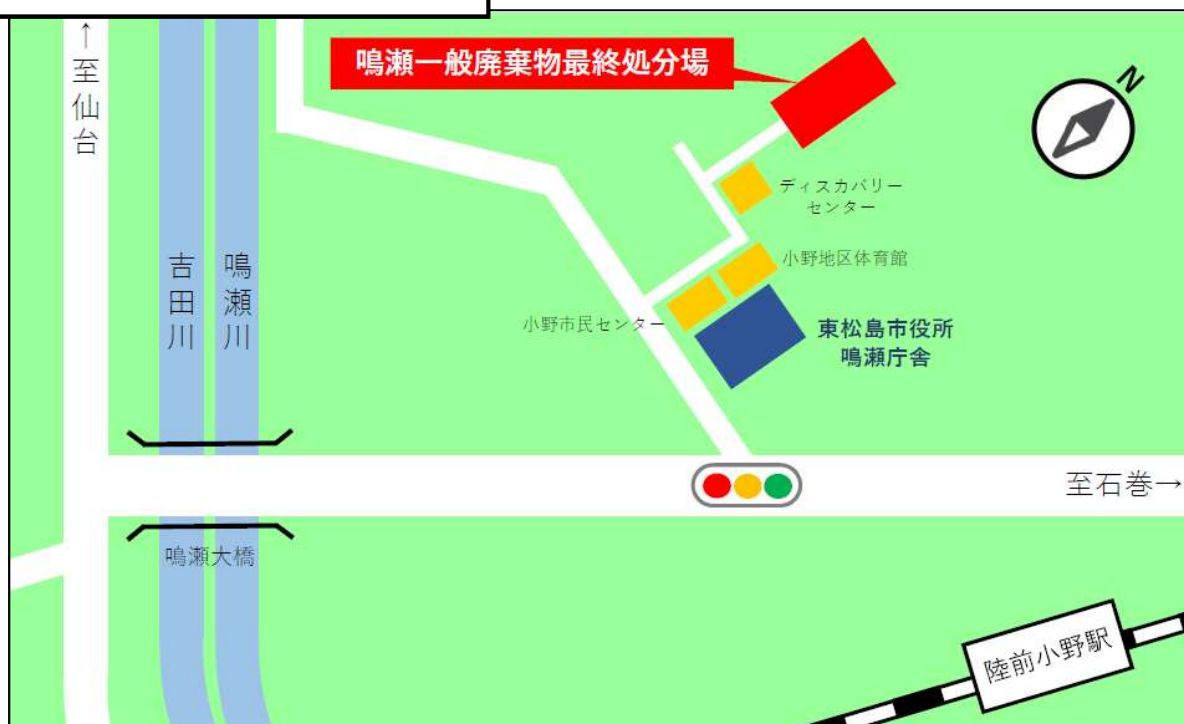 ↑至仙台
鳴瀬一般廃棄物最終処分場
N
ディスカバリー
センター
吉田川
鳴瀬川
小野地区体育館
小野市民センター
東松島市役所
鳴瀬庁舎
至石巻→
鳴瀬大橋
陸前小野駅